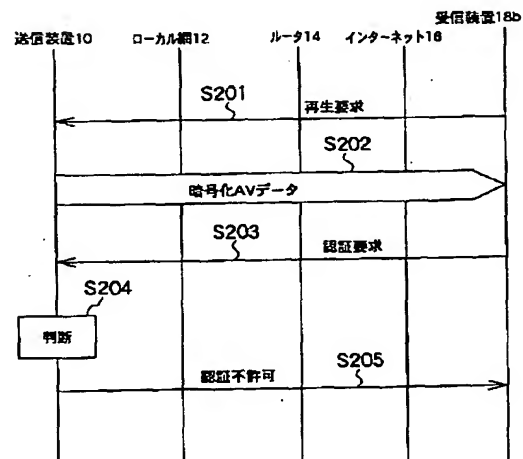 受信装置18b
送信装置10
ローカル網12
ルータ14
インターネット16
S201
再生要求
S202
暗号化AVデータ
S203
認証要求
S204
判断
S205
認証不許可